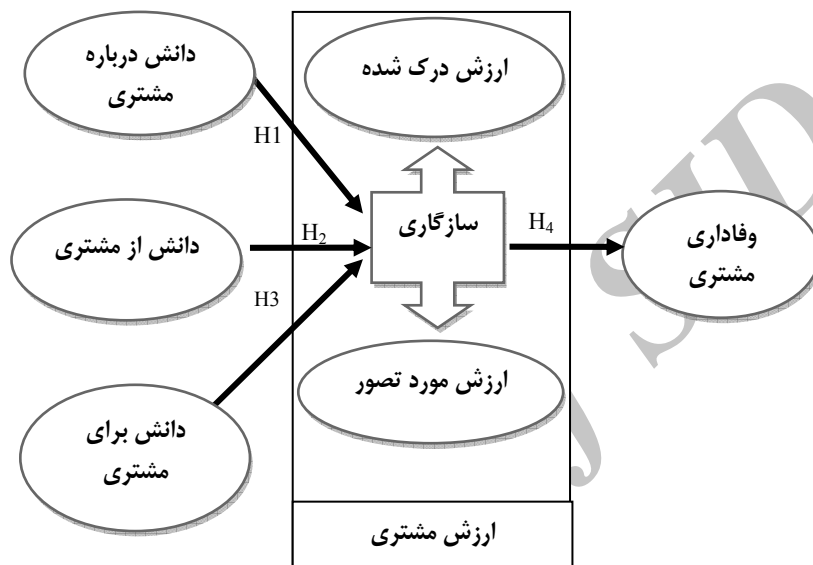 دانش درباره
مشتری
ارزش درک شده
H1
سازگاری
دانش از مشتری
H2
H4
وفاداری
مشتری
H3
ارزش مورد تصور
دانش برای
مشتری
ارزش مشتری
SID